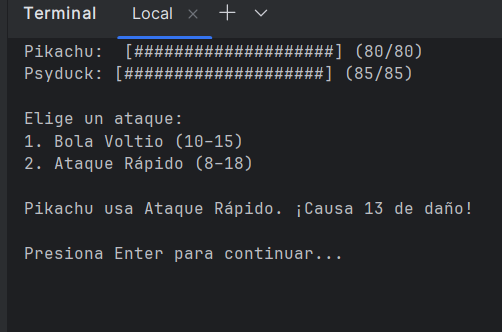 Terminal Local × +
Pikachu: [####################] (80/80)
Psyduck: [####################] (85/85)
Elige un ataque:
1. Bola Voltio (10-15)
2. Ataque Rápido (8-18)
Pikachu usa Ataque Rápido. ¡Causa 13 de daño!
Presiona Enter para continuar...